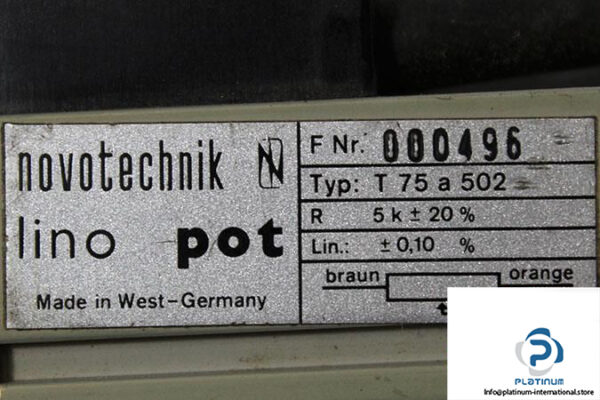 novotechnik
lino pot
Made in West-Germany
F Nr. 000496
Typ: T 75 a 502
R 5 k ± 20 %
Lin.: ± 0,10 %
braun orange
PLATINUM
Info@platinum-international.store